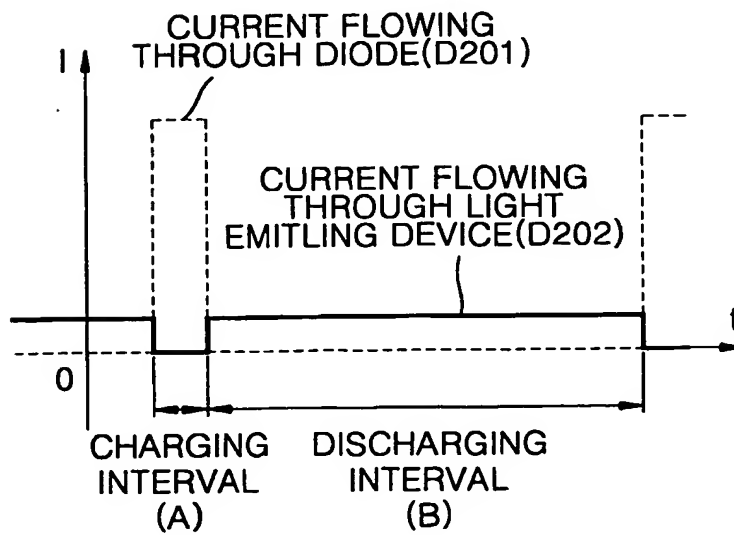 CURRENT FLOWING
THROUGH DIODE(D201)
I
CURRENT FLOWING
THROUGH LIGHT
EMITLING DEVICE(D202)
t
0
CHARGING
INTERVAL
(A)
DISCHARGING
INTERVAL
(B)